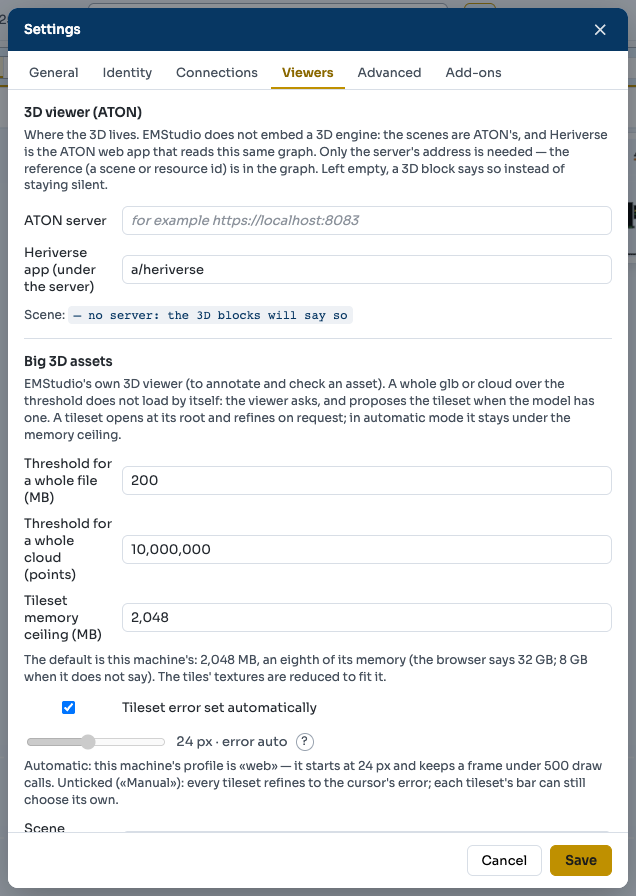 Settings
General Identity Connections Viewers Advanced Add-ons
3D viewer (ATON)
Where the 3D lives. EMStudio does not embed a 3D engine: the scenes are ATON's, and Heriverse
is the ATON web app that reads this same graph. Only the server's address is needed — the
reference (a scene or resource id) is in the graph. Left empty, a 3D block says so instead of
staying silent.
ATON server
for example https://localhost:8083
Heriverse
app (under
the server)
a/heriverse
Scene: — no server: the 3D blocks will say so
Big 3D assets
EMStudio's own 3D viewer (to annotate and check an asset). A whole glb or cloud over the
threshold does not load by itself: the viewer asks, and proposes the tileset when the model has
one. A tileset opens at its root and refines on request; in automatic mode it stays under the
memory ceiling.
Threshold for
a whole file
(MB)
200
Threshold for
a whole
cloud
(points)
10,000,000
Tileset
memory
ceiling (MB)
2,048
The default is this machine's: 2,048 MB, an eighth of its memory (the browser says 32 GB; 8 GB
when it does not say). The tiles' textures are reduced to fit it.
Tileset error set automatically
24 px · error auto ?
Automatic: this machine's profile is «web» — it starts at 24 px and keeps a frame under 500 draw
calls. Unticked («Manual»): every tileset refines to the cursor's error; each tileset's bar can still
choose its own.
Scene
Cancel Save